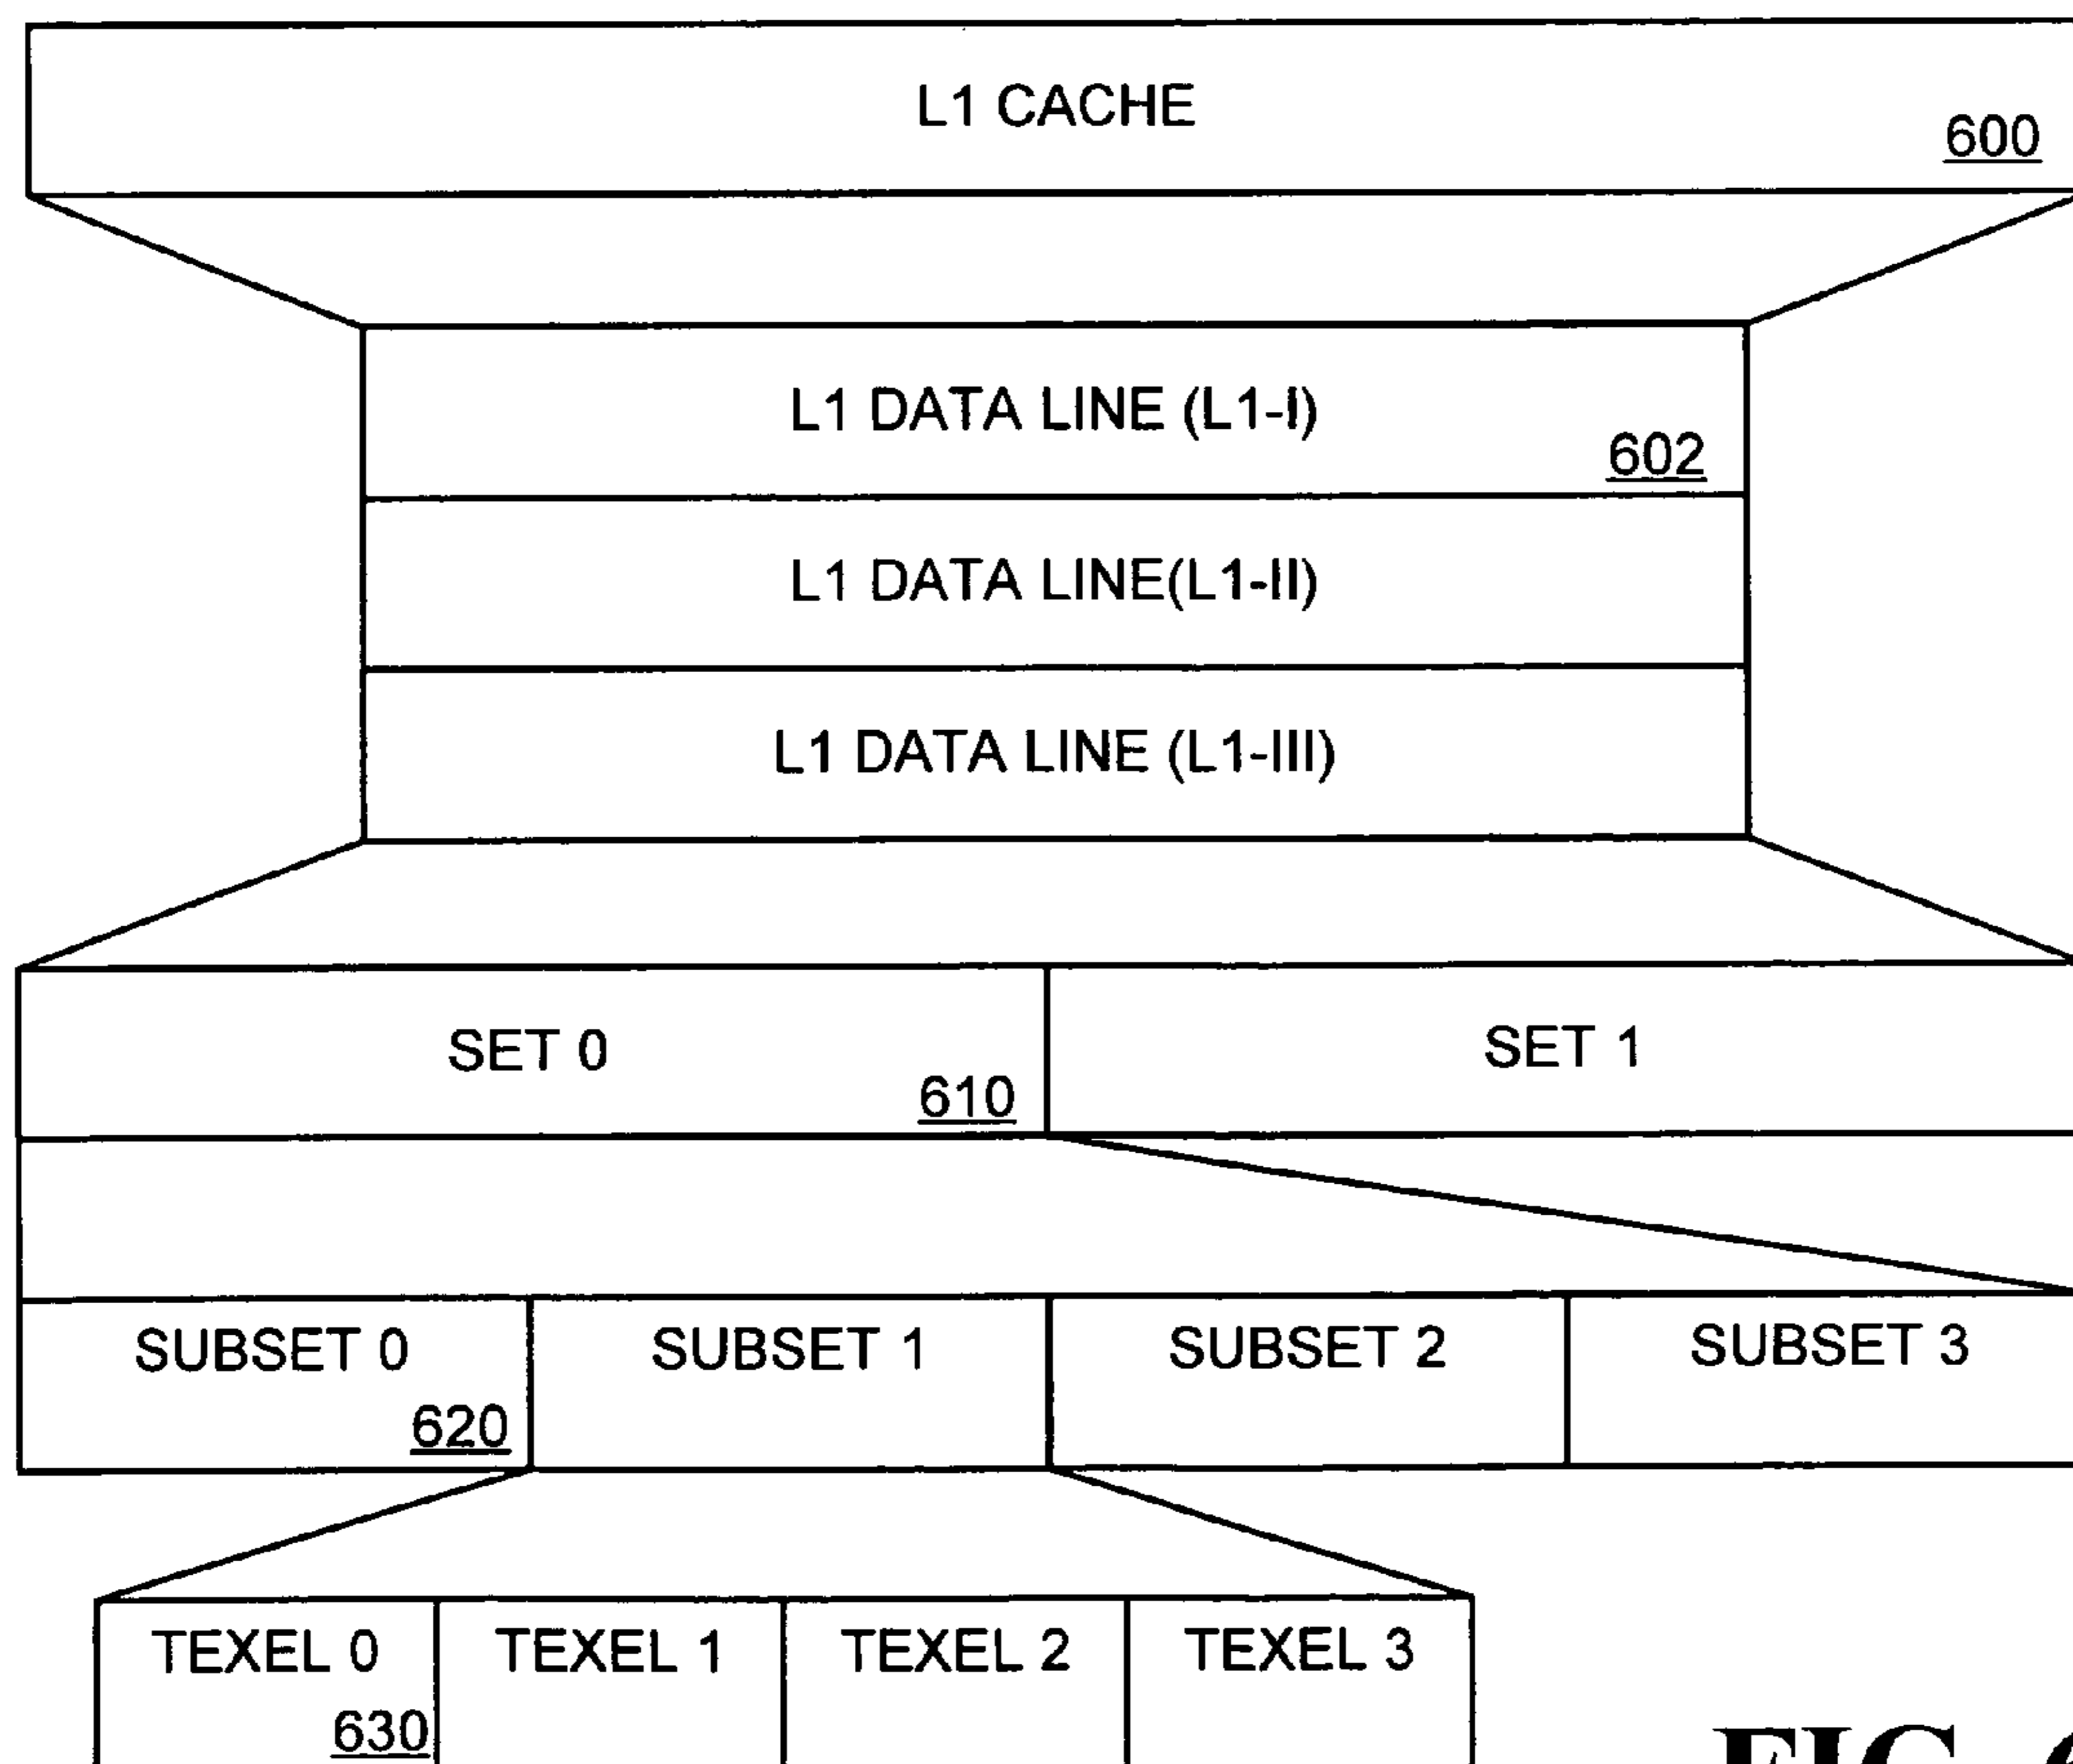 L1 CACHE
600
L1 DATA LINE (L1-I)
602
L1 DATA LINE(L1-II)
L1 DATA LINE (L1-III)
SET 0
610
SET 1
SUBSET 0
620
SUBSET 1
SUBSET 2
SUBSET 3
TEXEL 0
630
TEXEL 1
TEXEL 2
TEXEL 3
FIG.